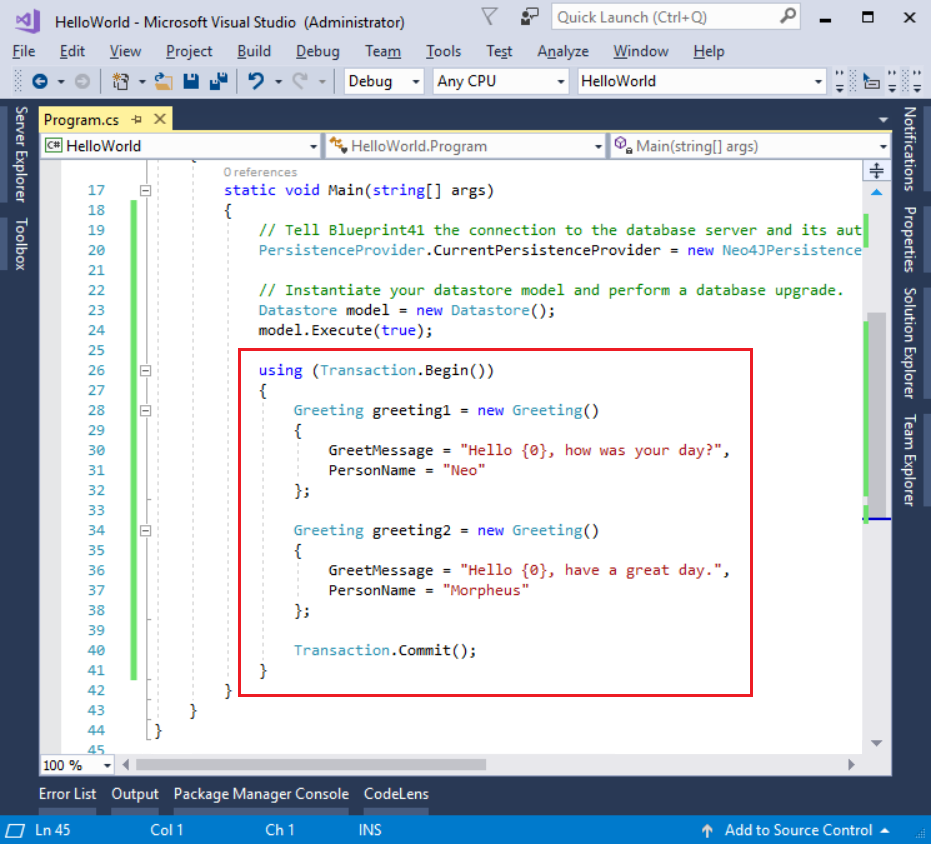 HelloWorld - Microsoft Visual Studio (Administrator)
Quick Launch (Ctrl+Q)
File Edit View Project Build Debug Team Tools Test Analyze Window Help
Debug Any CPU HelloWorld
Server Explorer
Toolbox
Program.cs
C# HelloWorld HelloWorld.Program Main(string[] args)
0 references
17 static void Main(string[] args)
18 {
19 // Tell Blueprint41 the connection to the database server and its aut
20 PersistenceProvider.CurrentPersistenceProvider = new Neo4JPersistence
21
22 // Instantiate your datastore model and perform a database upgrade.
23 Datastore model = new Datastore();
24 model.Execute(true);
25
26 using (Transaction.Begin())
27 {
28 Greeting greeting1 = new Greeting()
29 {
30 GreetMessage = "Hello {0}, how was your day?",
31 PersonName = "Neo"
32 };
33
34 Greeting greeting2 = new Greeting()
35 {
36 GreetMessage = "Hello {0}, have a great day.",
37 PersonName = "Morpheus"
38 };
39
40 Transaction.Commit();
41 }
42 }
43 }
44 }
45
Notifications
Properties
Solution Explorer
Team Explorer
100 %
Error List Output Package Manager Console CodeLens
Ln 45 Col 1 Ch 1 INS Add to Source Control